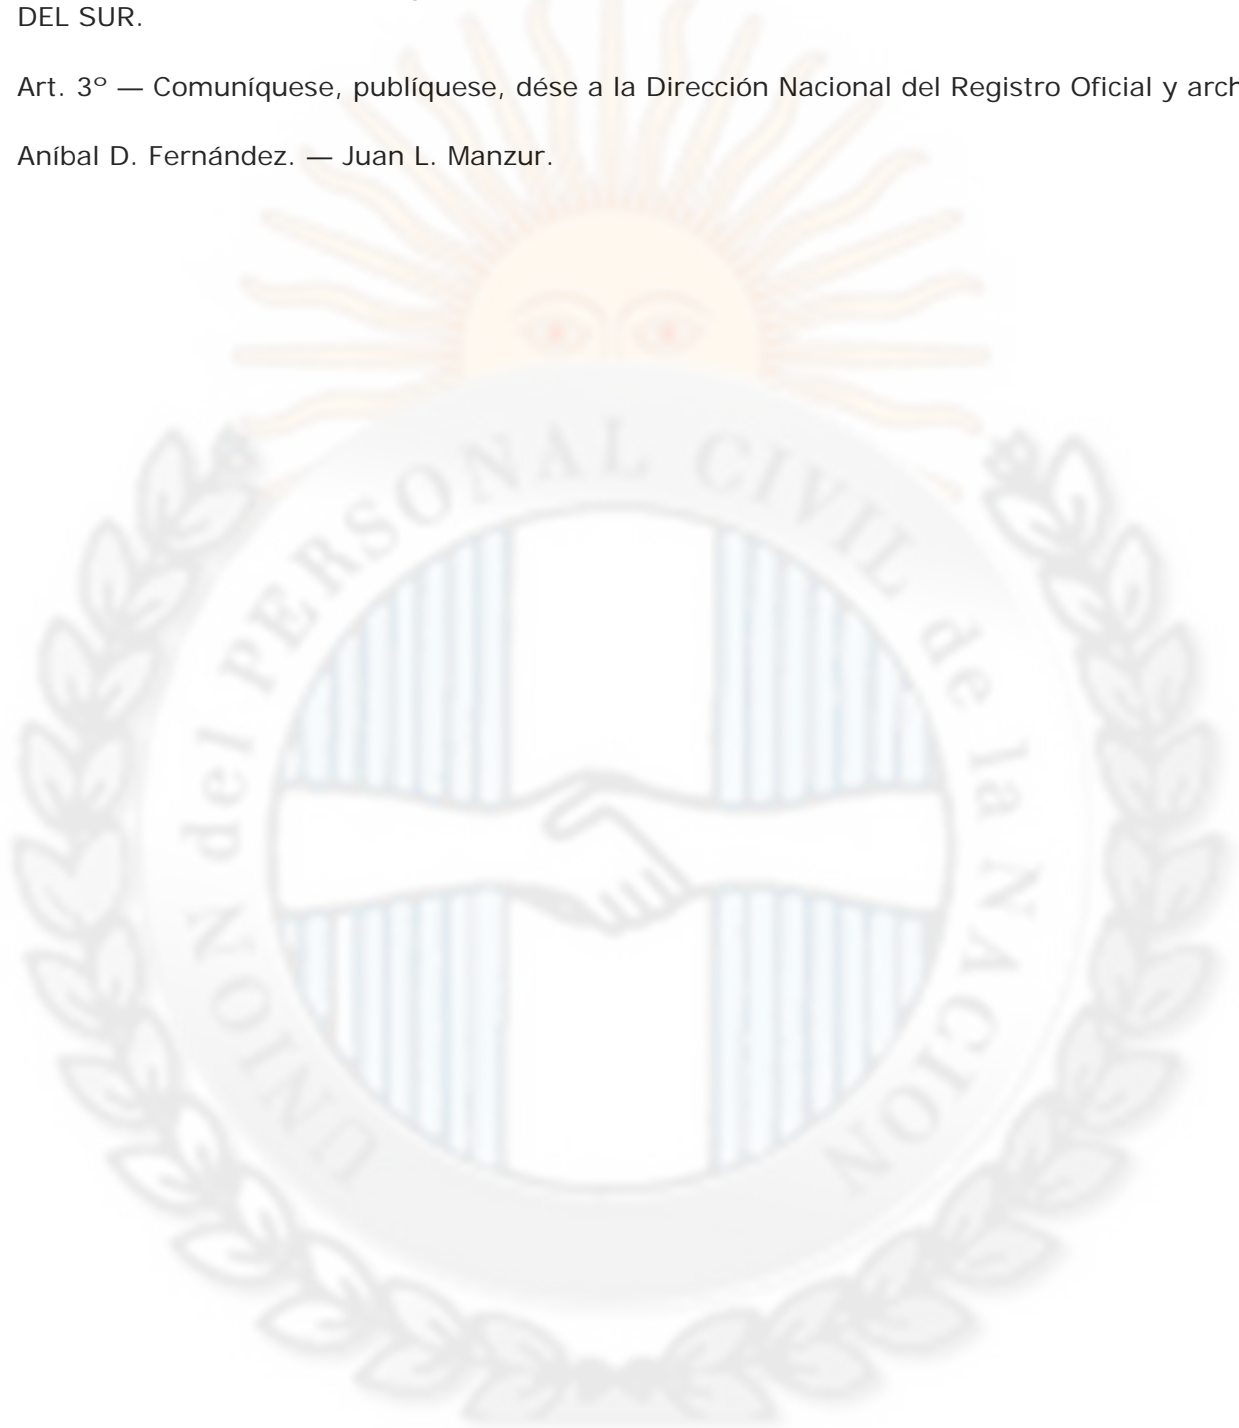 DEL SUR.
Art. 3º — Comuníquese, publíquese, dése a la Dirección Nacional del Registro Oficial y
Aníbal D. Fernández. — Juan L. Manzur.
UNION del PERSONAL CIVIL de la NACION